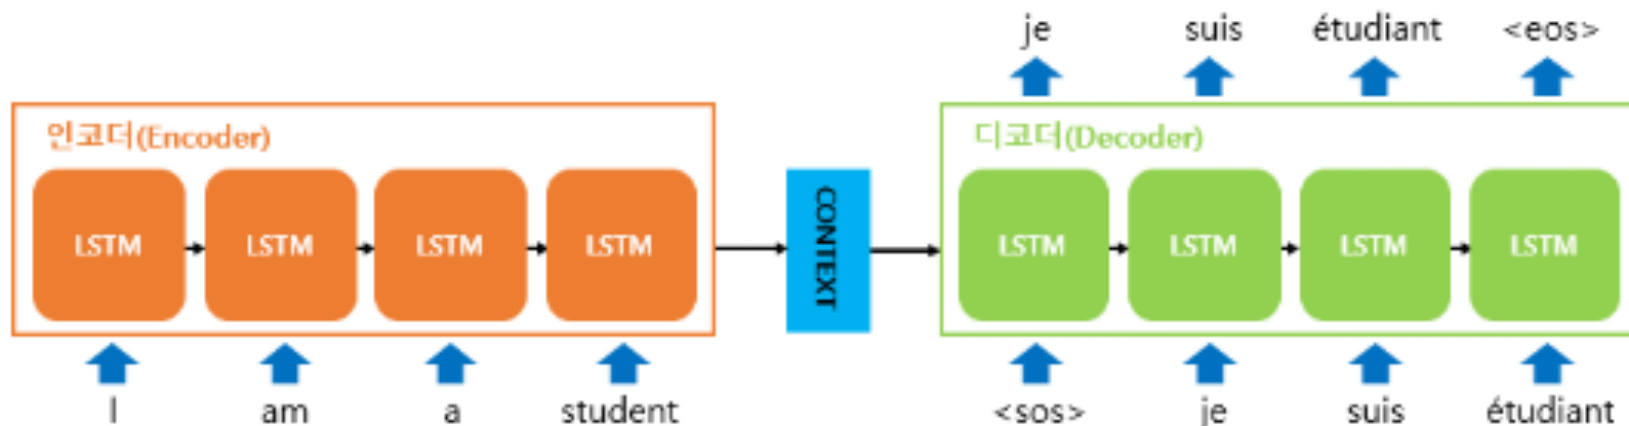 je suis étudiant <eos>
인코더(Encoder)
디코더(Decoder)
LSTM LSTM LSTM LSTM
CONTEXT
LSTM LSTM LSTM LSTM
I am a student
<sos> je suis étudiant